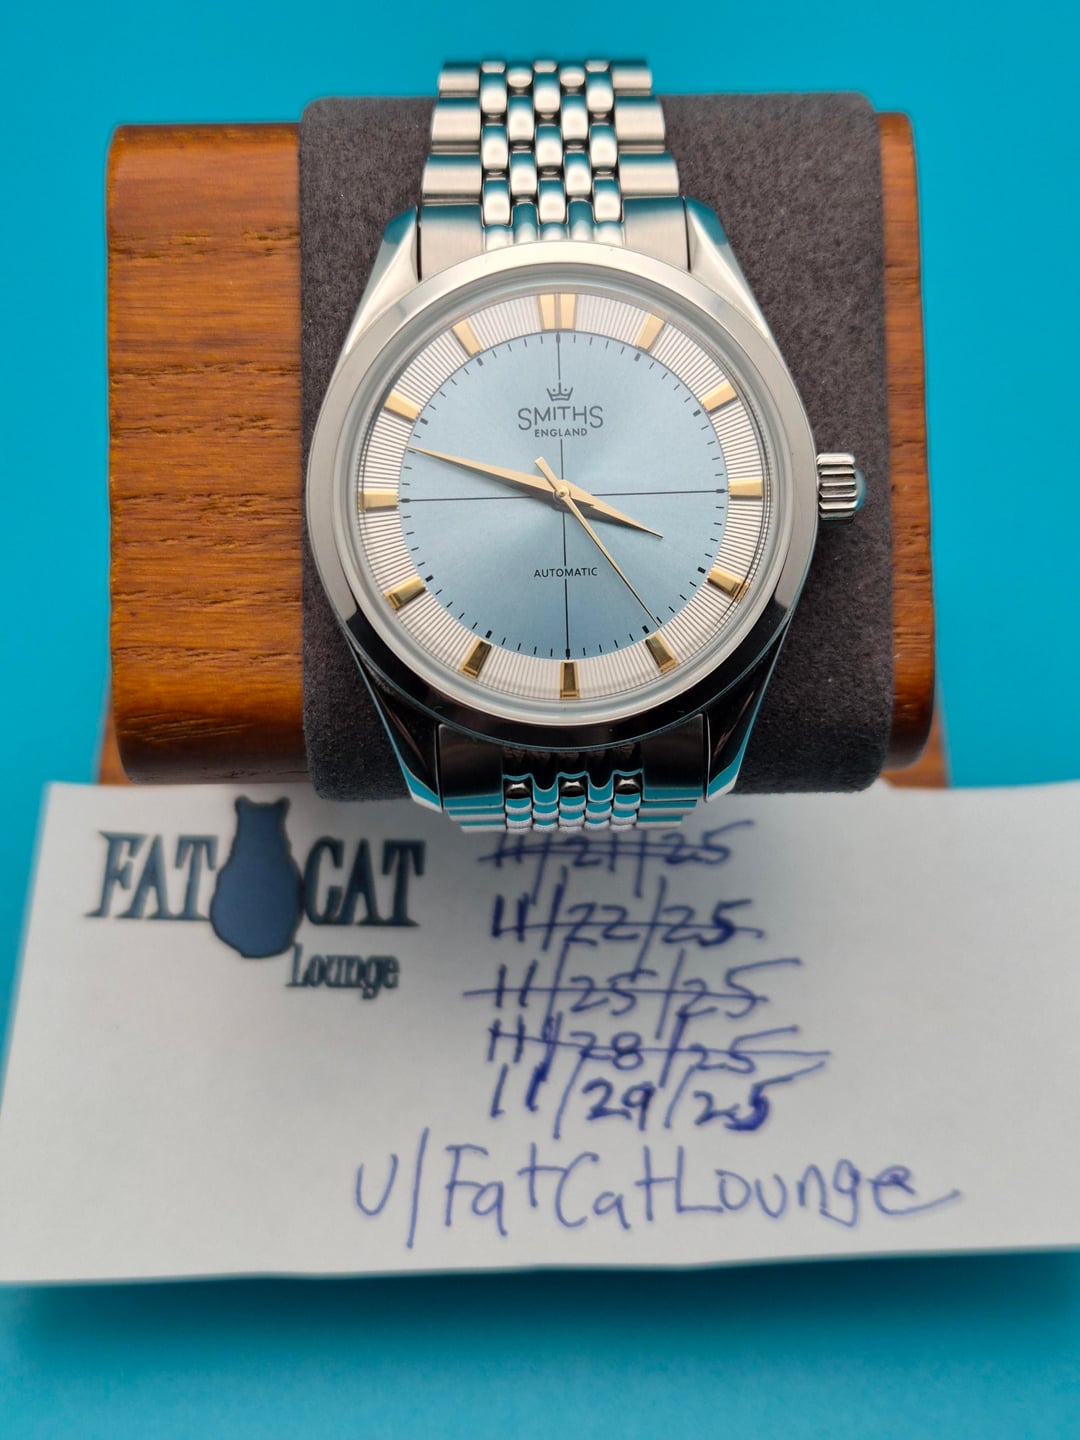 SMITHS
ENGLAND
AUTOMATIC
FAT CAT
Lounge
11/21/25
11/22/25
11/25/25
11/28/25
11/29/25
u/FatCatLounge